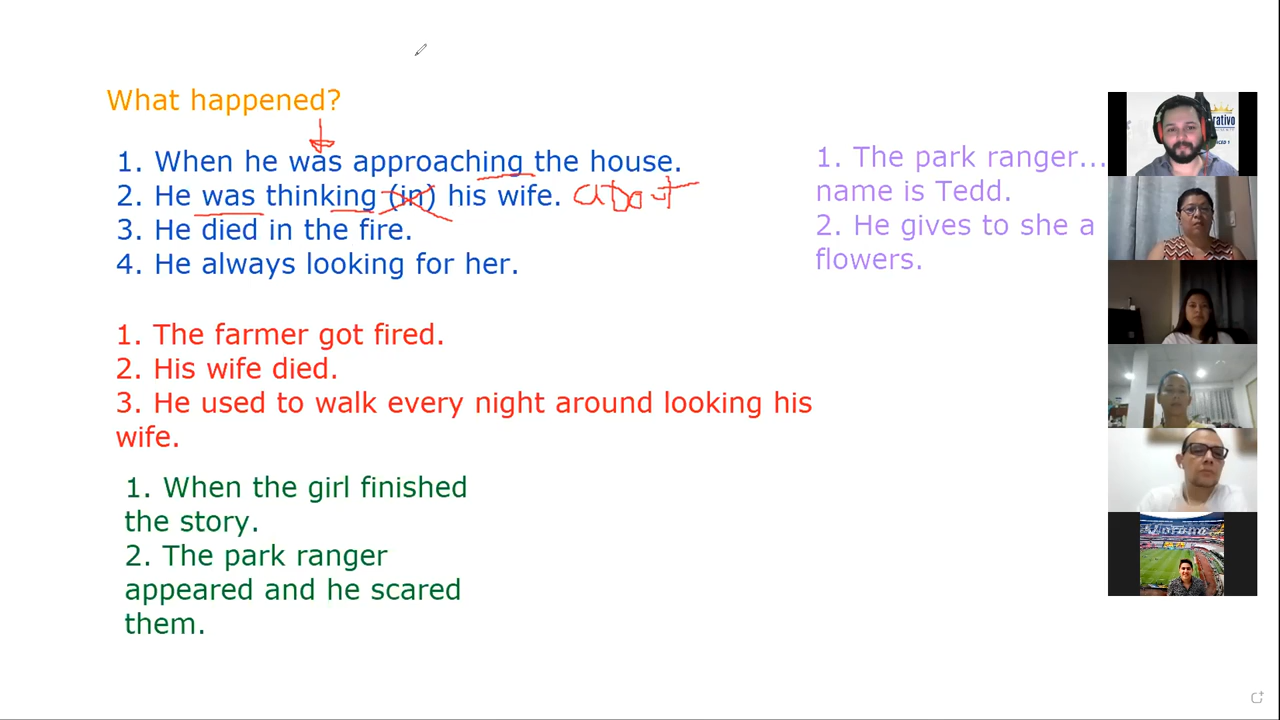 What happened?
1. When he was approaching the house.
2. He was thinking (in) his wife. about
3. He died in the fire.
4. He always looking for her.
1. The farmer got fired.
2. His wife died.
3. He used to walk every night around looking his
wife.
1. When the girl finished
the story.
2. The park ranger
appeared and he scared
them.
1. The park ranger...
name is Tedd.
2. He gives to she a
flowers.